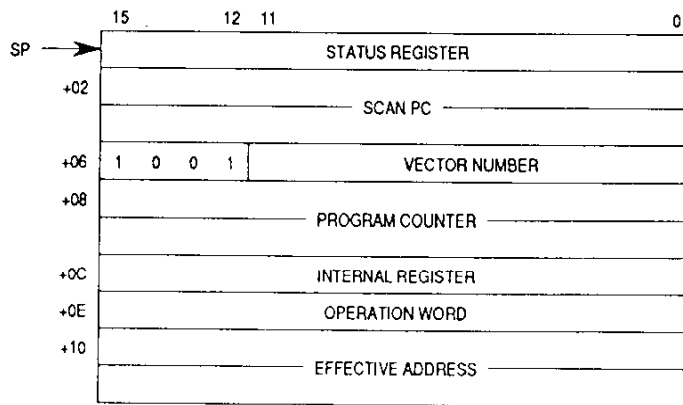 15 12 11 0
SP STATUS REGISTER
+02
SCAN PC
+06 1 0 0 1 VECTOR NUMBER
+08
PROGRAM COUNTER
+0C INTERNAL REGISTER
+0E OPERATION WORD
+10
EFFECTIVE ADDRESS